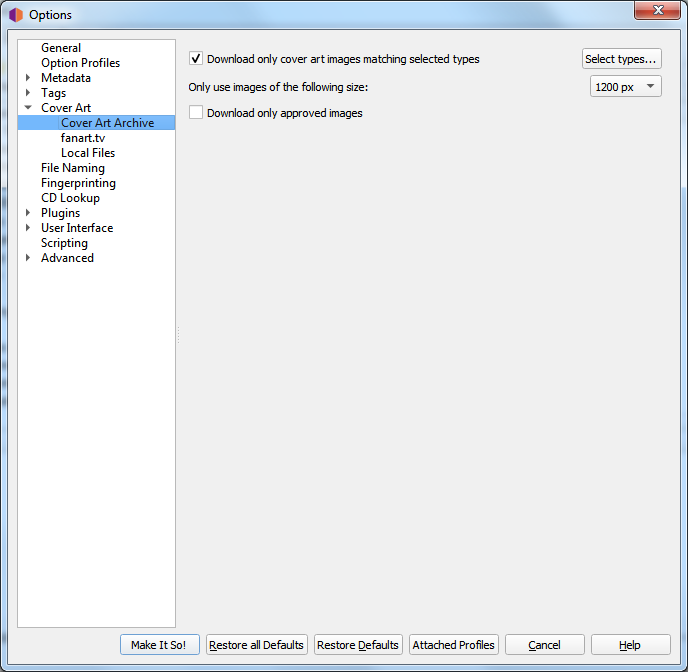 Options
General
Option Profiles
Metadata
Tags
Cover Art
Cover Art Archive
fanart.tv
Local Files
File Naming
Fingerprinting
CD Lookup
Plugins
User Interface
Scripting
Advanced
Download only cover art images matching selected types
Select types...
Only use images of the following size:
1200 px
Download only approved images
Make It So!
Restore all Defaults
Restore Defaults
Attached Profiles
Cancel
Help